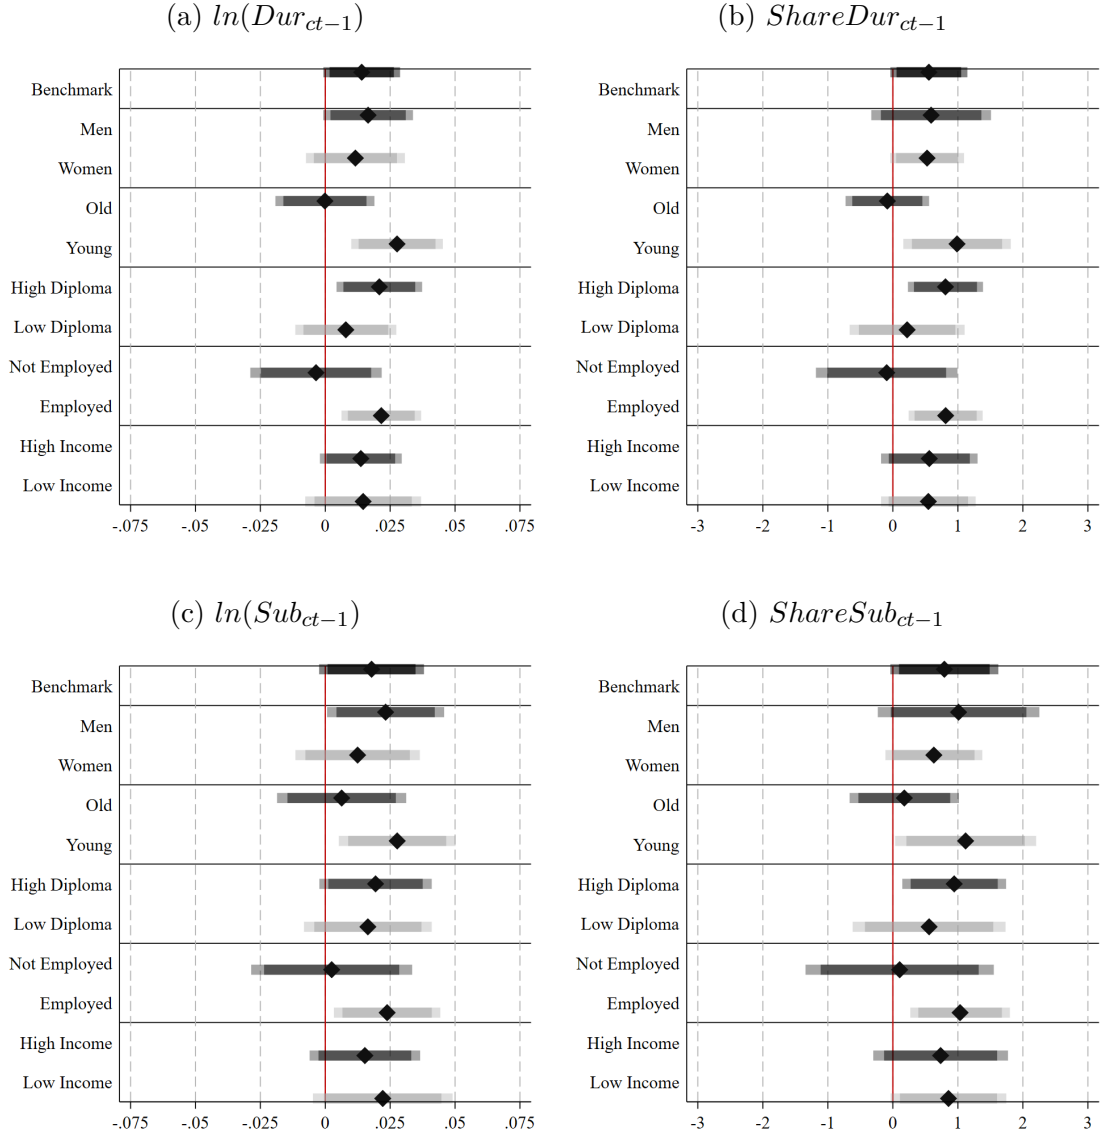 (a) ln(Dur_{ct−1})
Benchmark
Men
Women
Old
Young
High Diploma
Low Diploma
Not Employed
Employed
High Income
Low Income
-.075 -.05 -.025 0 .025 .05 .075
(b) ShareDur_{ct−1}
Benchmark
Men
Women
Old
Young
High Diploma
Low Diploma
Not Employed
Employed
High Income
Low Income
-3 -2 -1 0 1 2 3
(c) ln(Sub_{ct−1})
Benchmark
Men
Women
Old
Young
High Diploma
Low Diploma
Not Employed
Employed
High Income
Low Income
-.075 -.05 -.025 0 .025 .05 .075
(d) ShareSub_{ct−1}
Benchmark
Men
Women
Old
Young
High Diploma
Low Diploma
Not Employed
Employed
High Income
Low Income
-3 -2 -1 0 1 2 3